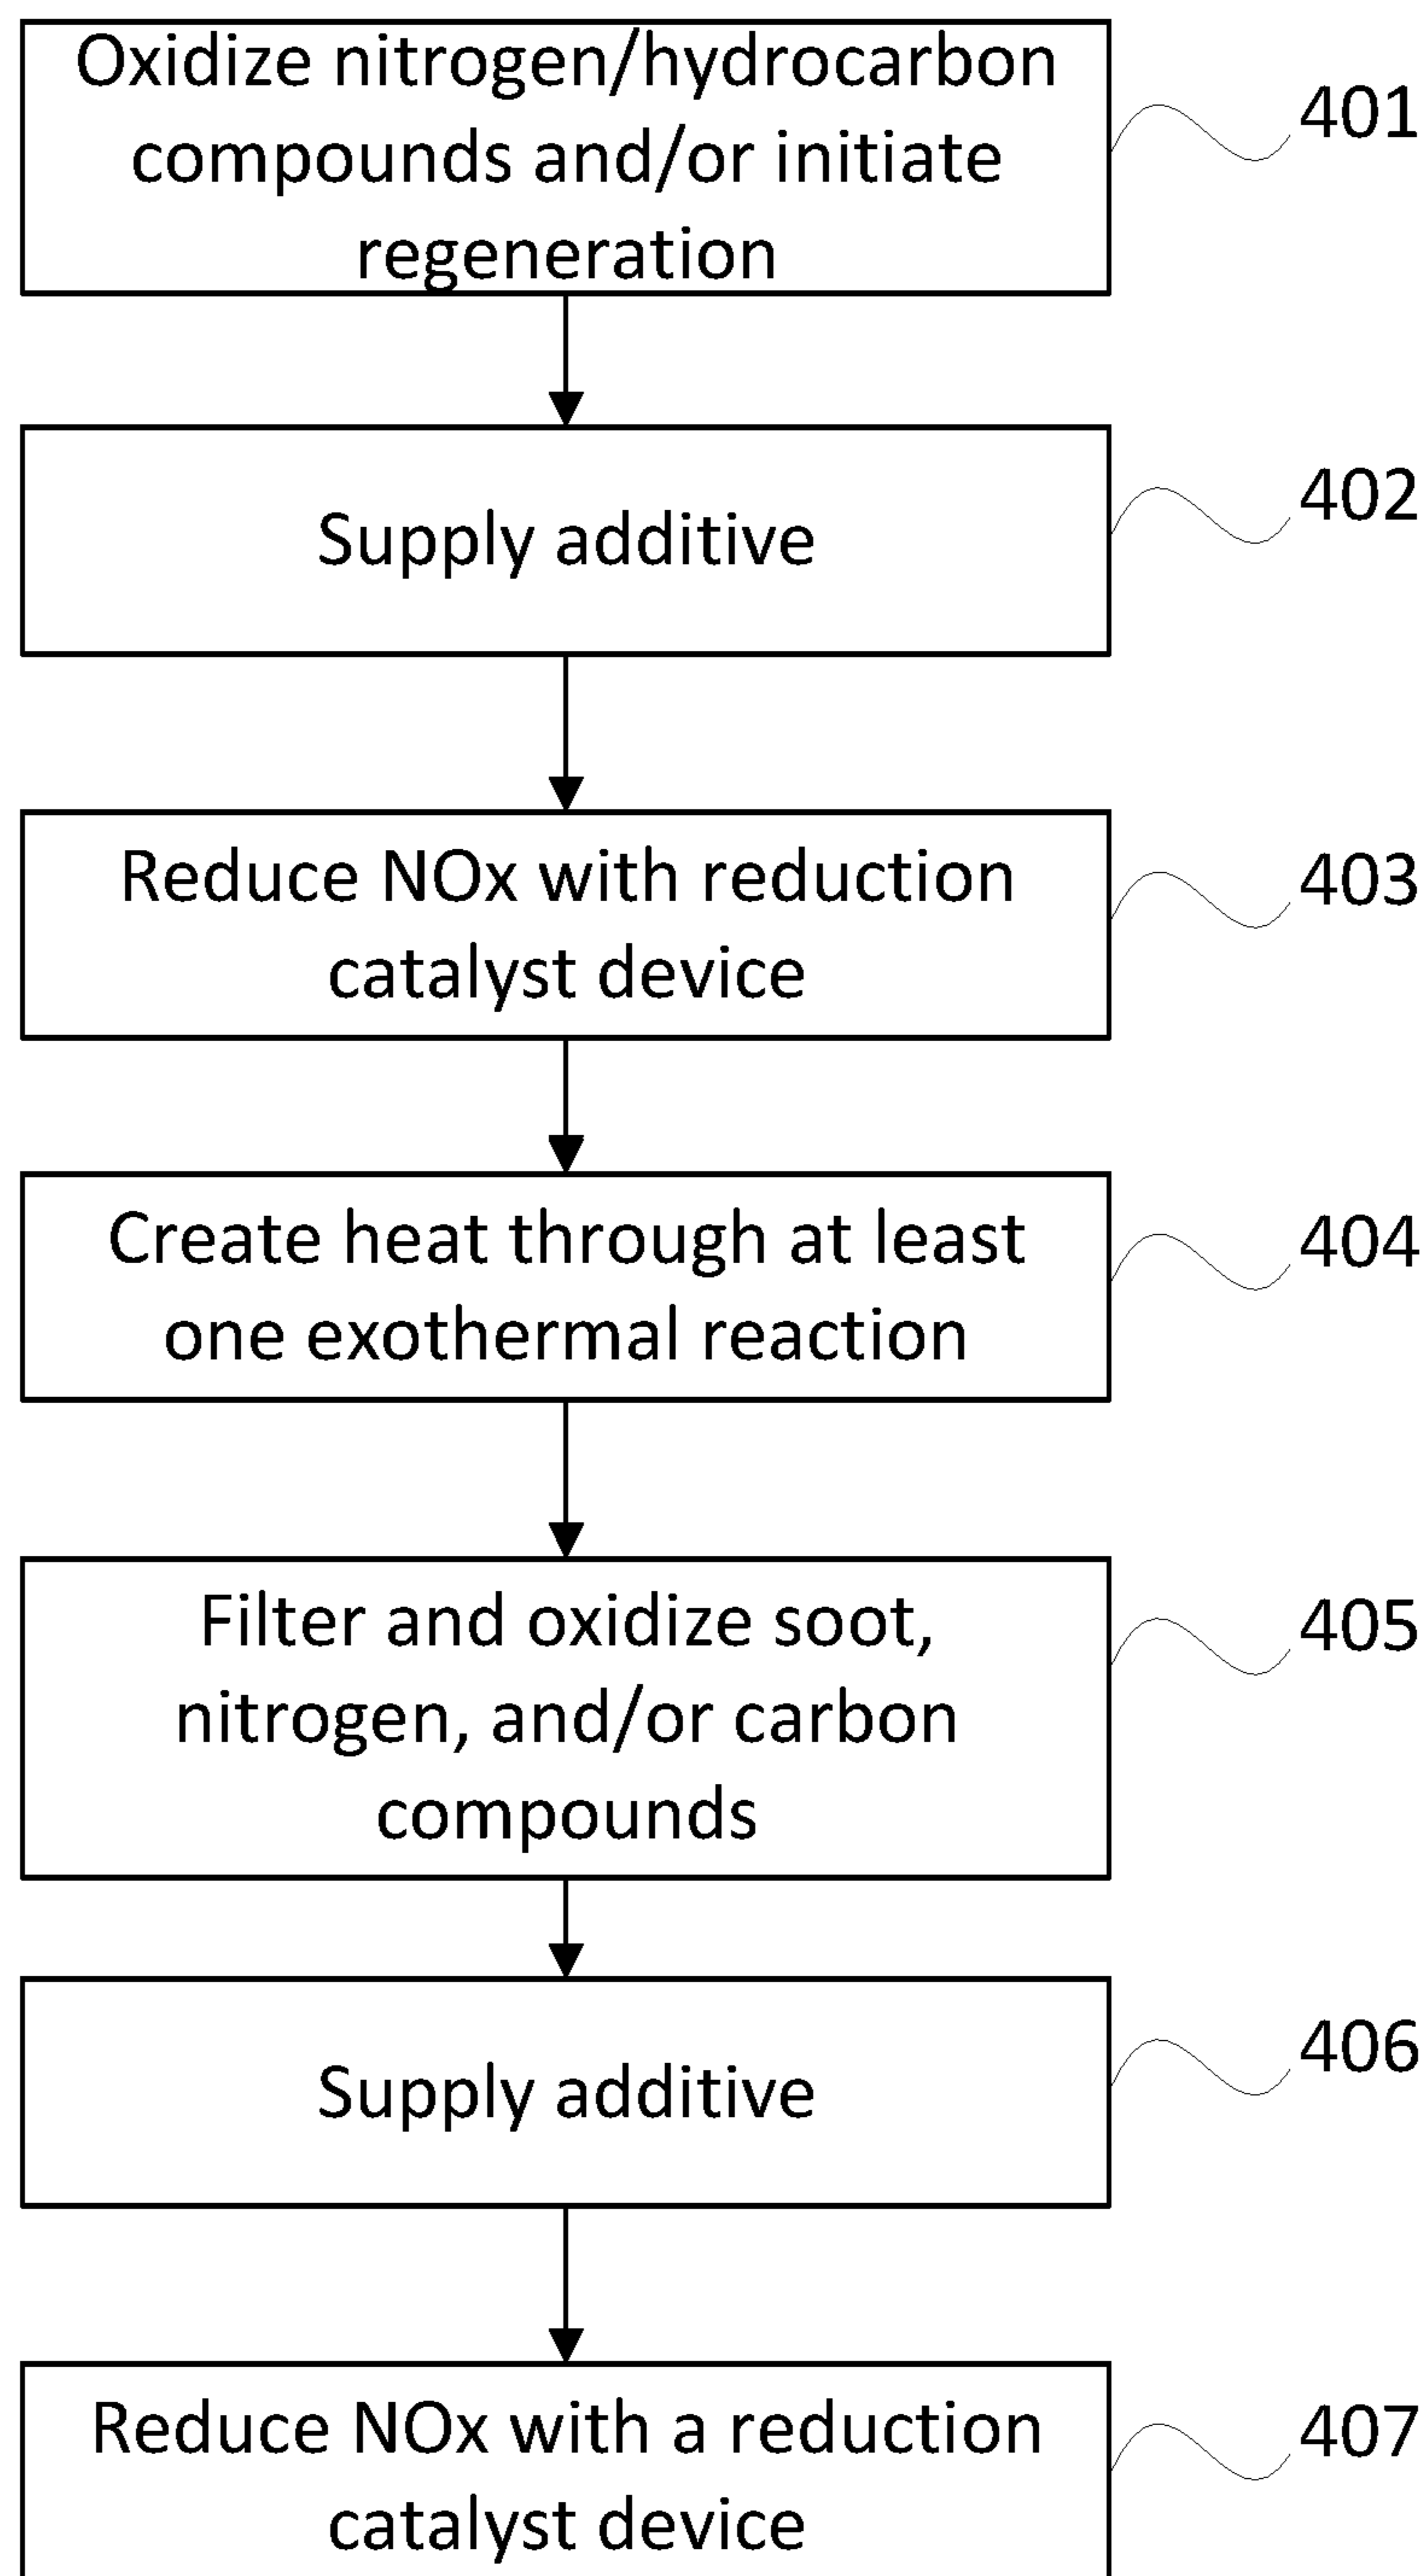 Oxidize nitrogen/hydrocarbon
compounds and/or initiate
regeneration
401
Supply additive
402
Reduce NOx with reduction
catalyst device
403
Create heat through at least
one exothermal reaction
404
Filter and oxidize soot,
nitrogen, and/or carbon
compounds
405
Supply additive
406
Reduce NOx with a reduction
catalyst device
407